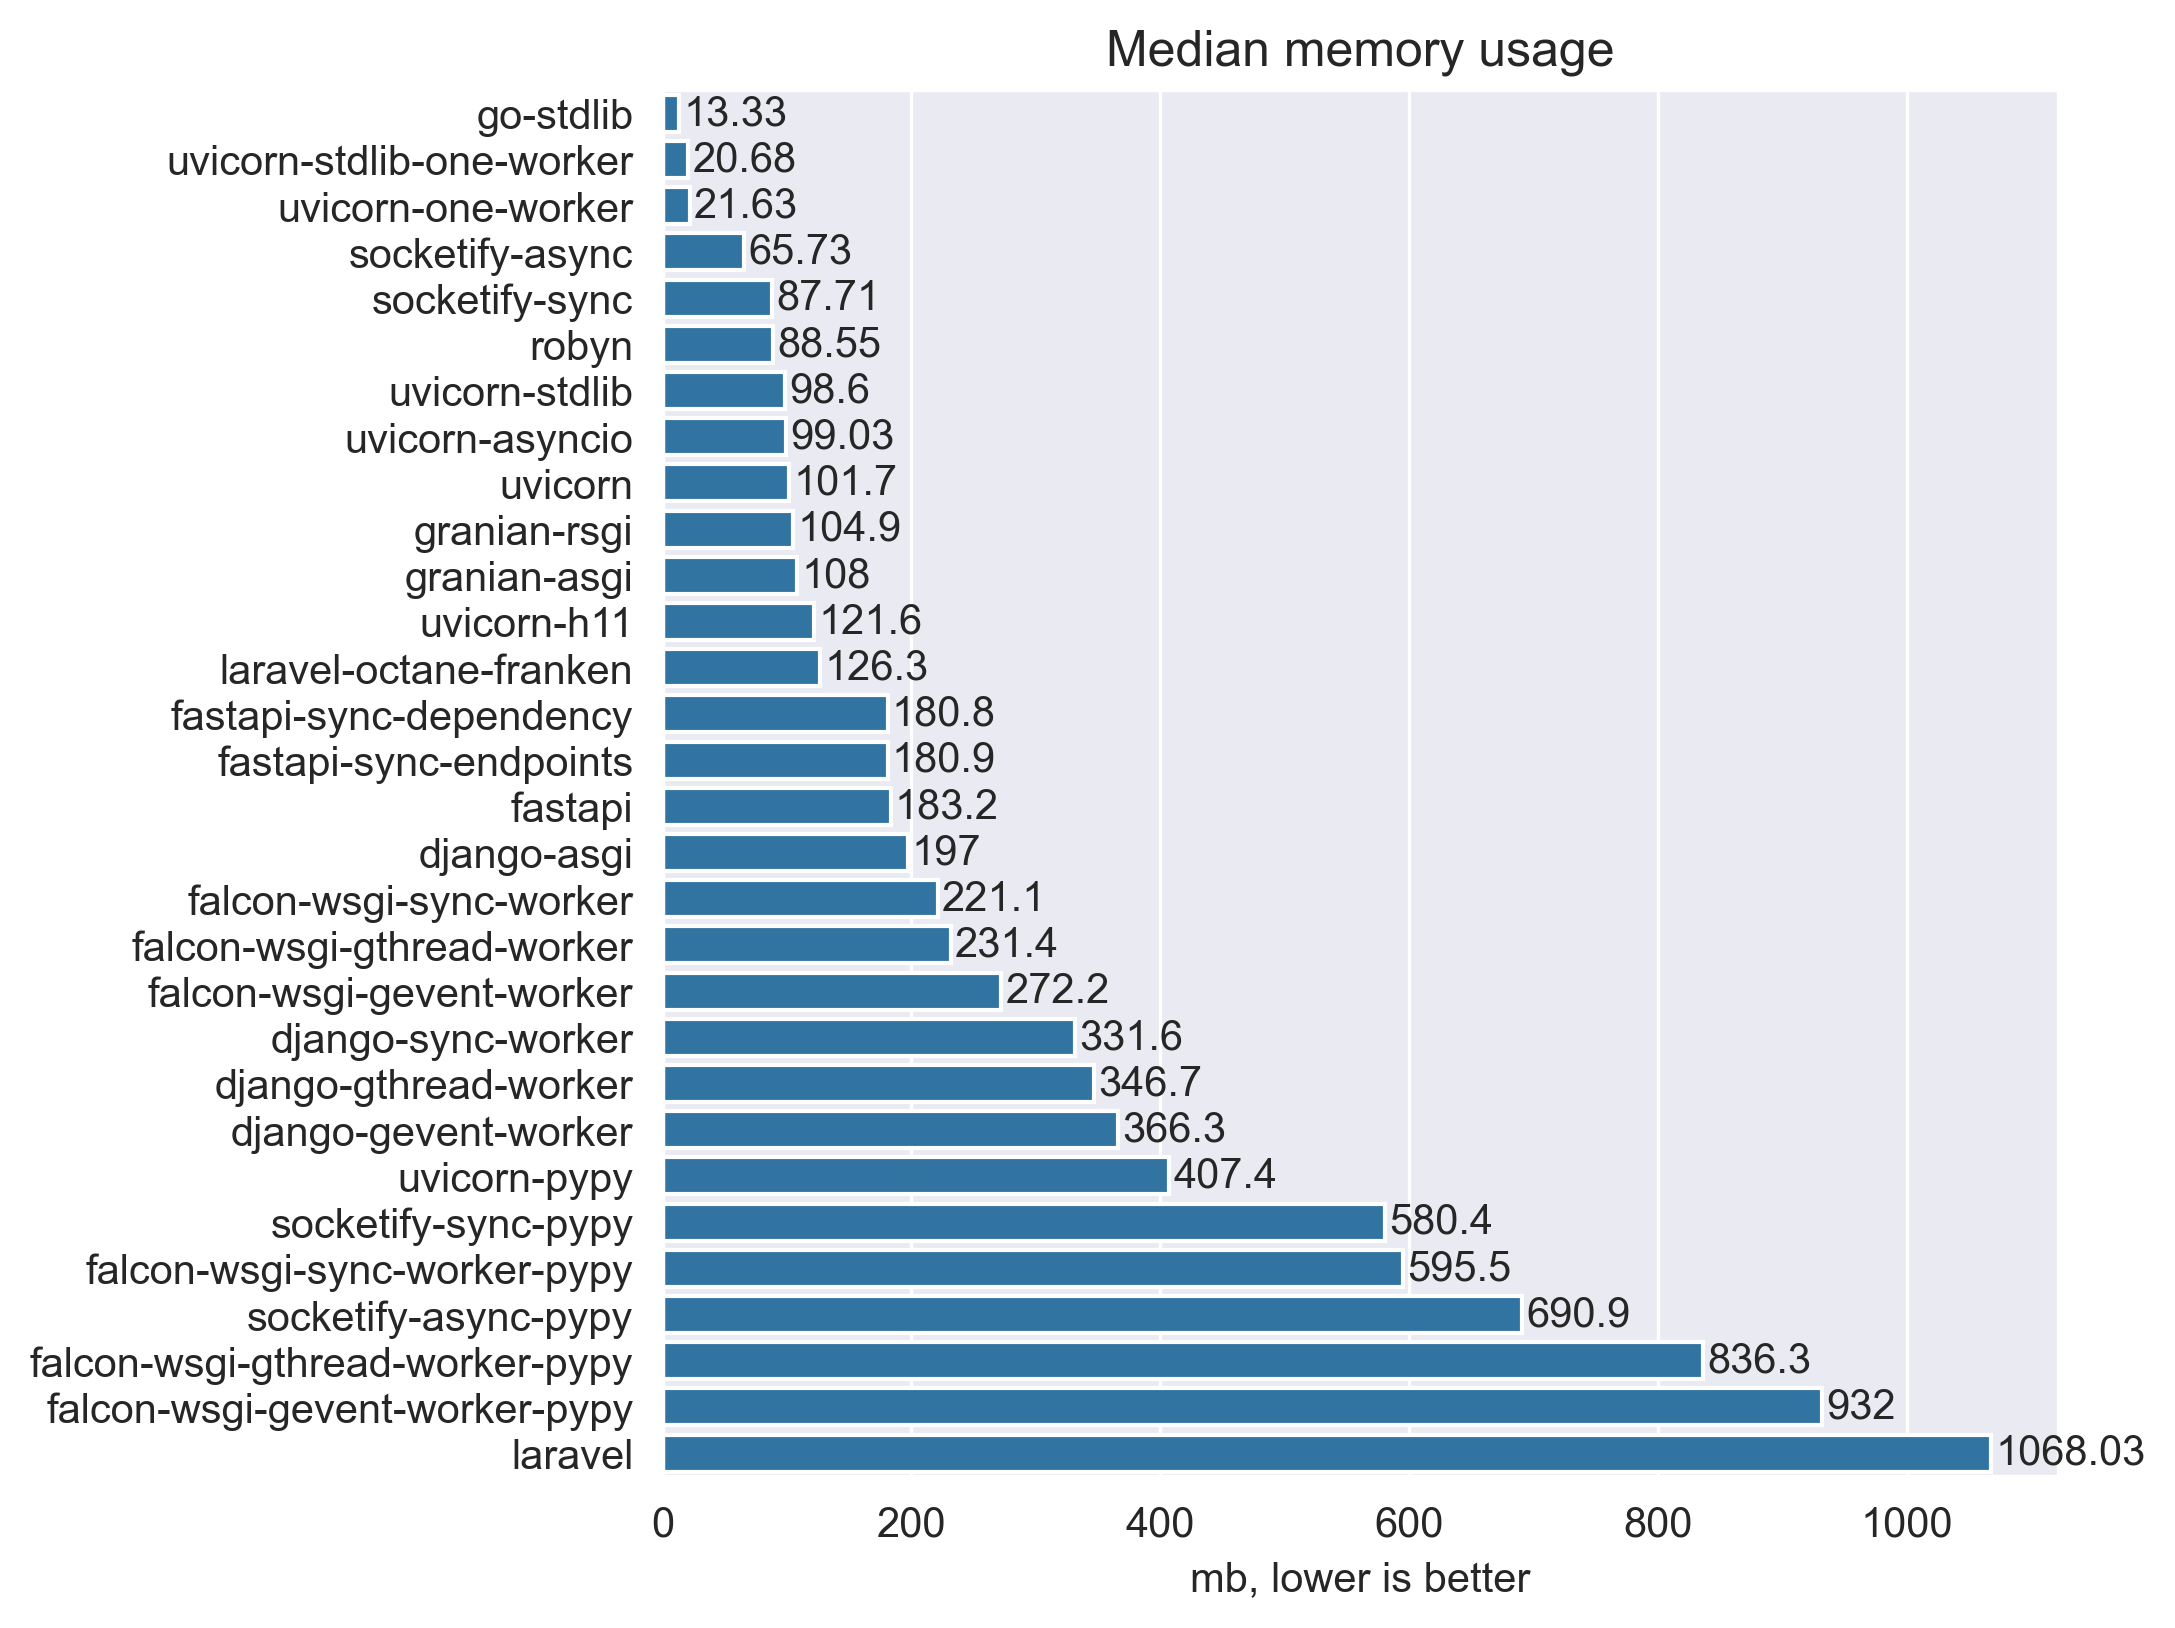 Median memory usage
go-stdlib 13.33
uvicorn-stdlib-one-worker 20.68
uvicorn-one-worker 21.63
socketify-async 65.73
socketify-sync 87.71
robyn 88.55
uvicorn-stdlib 98.6
uvicorn-asyncio 99.03
uvicorn 101.7
granian-rsgi 104.9
granian-asgi 108
uvicorn-h11 121.6
laravel-octane-franken 126.3
fastapi-sync-dependency 180.8
fastapi-sync-endpoints 180.9
fastapi 183.2
django-asgi 197
falcon-wsgi-sync-worker 221.1
falcon-wsgi-gthread-worker 231.4
falcon-wsgi-gevent-worker 272.2
django-sync-worker 331.6
django-gthread-worker 346.7
django-gevent-worker 366.3
uvicorn-pypy 407.4
socketify-sync-pypy 580.4
falcon-wsgi-sync-worker-pypy 595.5
socketify-async-pypy 690.9
falcon-wsgi-gthread-worker-pypy 836.3
falcon-wsgi-gevent-worker-pypy 932
laravel 1068.03
0 200 400 600 800 1000
mb, lower is better